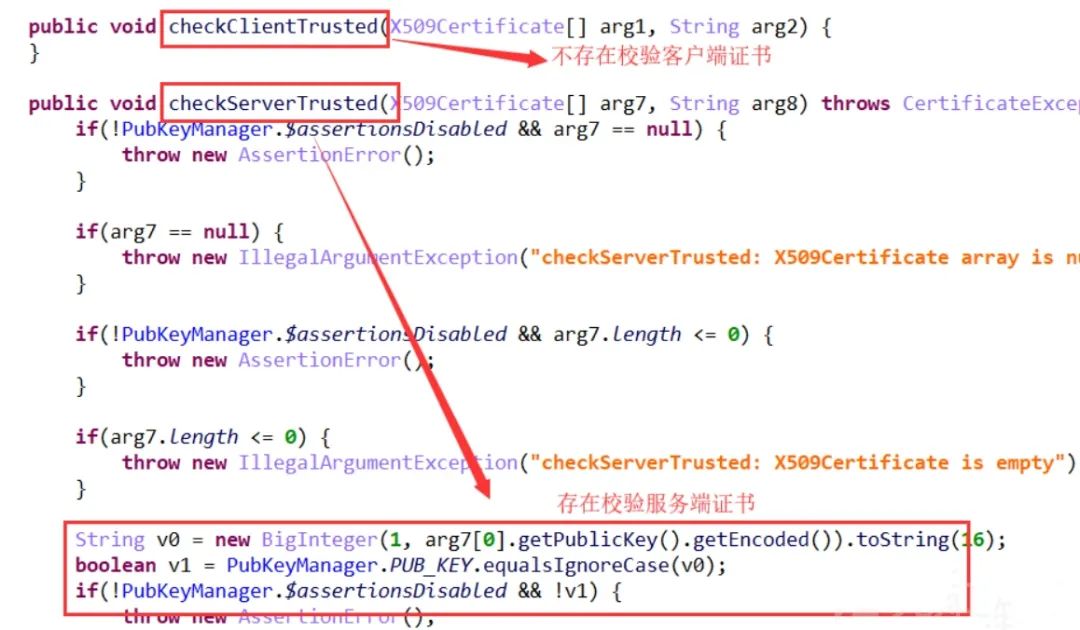 public void checkClientTrusted(X509Certificate[] arg1, String arg2) {
}
不存在校验客户端证书
public void checkServerTrusted(X509Certificate[] arg7, String arg8) throws CertificateExcep
if(!PubKeyManager.$assertionsDisabled && arg7 == null) {
throw new AssertionError();
}
if(arg7 == null) {
throw new IllegalArgumentException("checkServerTrusted: X509Certificate array is nu
}
if(!PubKeyManager.$assertionsDisabled && arg7.length <= 0) {
throw new AssertionError();
}
if(arg7.length <= 0) {
throw new IllegalArgumentException("checkServerTrusted: X509Certificate is empty")
}
存在校验服务端证书
String v0 = new BigInteger(1, arg7[0].getPublicKey().getEncoded()).toString(16);
boolean v1 = PubKeyManager.PUB_KEY.equalsIgnoreCase(v0);
if(!PubKeyManager.$assertionsDisabled && !v1) {
throw new AssertionError();